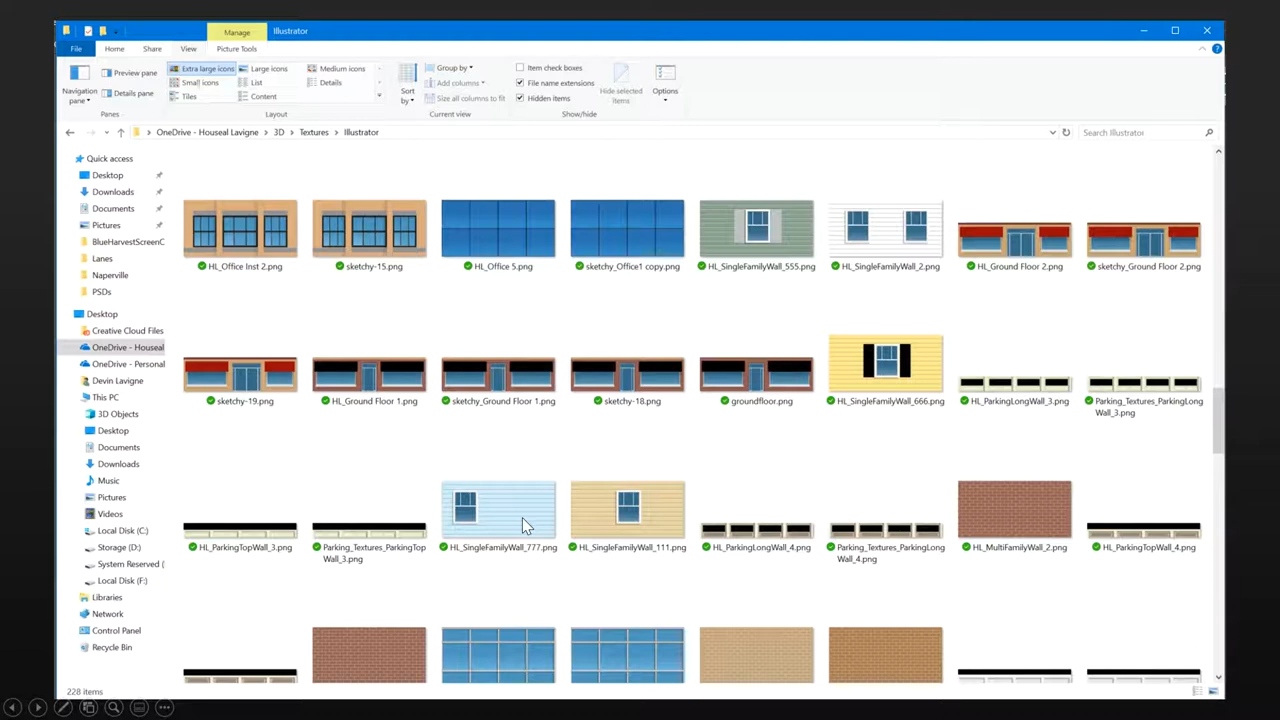 Manage
Illustrator
File
Home
Share
View
Picture Tools
Navigation pane
Preview pane
Details pane
Panes
Extra large icons
Large icons
Medium icons
Small icons
List
Details
Tiles
Content
Layout
Sort by
Group by
Add columns
Size all columns to fit
Current view
Item check boxes
File name extensions
Hidden items
Hide selected items
Show/hide
Options
OneDrive - Houseal Lavigne
3D
Textures
Illustrator
Search Illustrator
Quick access
Desktop
Downloads
Documents
Pictures
BlueHarvestScreenC
Lanes
Naperville
PSDs
Desktop
Creative Cloud Files
OneDrive - Houseal
OneDrive - Personal
Devin Lavigne
This PC
3D Objects
Desktop
Documents
Downloads
Music
Pictures
Videos
Local Disk (C:)
Storage (D:)
System Reserved (
Local Disk (F:)
Libraries
Network
Control Panel
Recycle Bin
HL_Office Inst 2.png
sketchy-15.png
HL_Office 5.png
sketchy_Office1 copy.png
HL_SingleFamilyWall_555.png
HL_SingleFamilyWall_2.png
HL_Ground Floor 2.png
sketchy_Ground Floor 2.png
sketchy-19.png
HL_Ground Floor 1.png
sketchy_Ground Floor 1.png
sketchy-18.png
groundfloor.png
HL_SingleFamilyWall_666.png
HL_ParkingLongWall_3.png
Parking_Textures_ParkingLong
Wall_3.png
HL_ParkingTopWall_3.png
Parking_Textures_ParkingTop
Wall_3.png
HL_SingleFamilyWall_777.png
HL_SingleFamilyWall_111.png
HL_ParkingLongWall_4.png
Parking_Textures_ParkingLong
Wall_4.png
HL_MultiFamilyWall_2.png
HL_ParkingTopWall_4.png
228 items